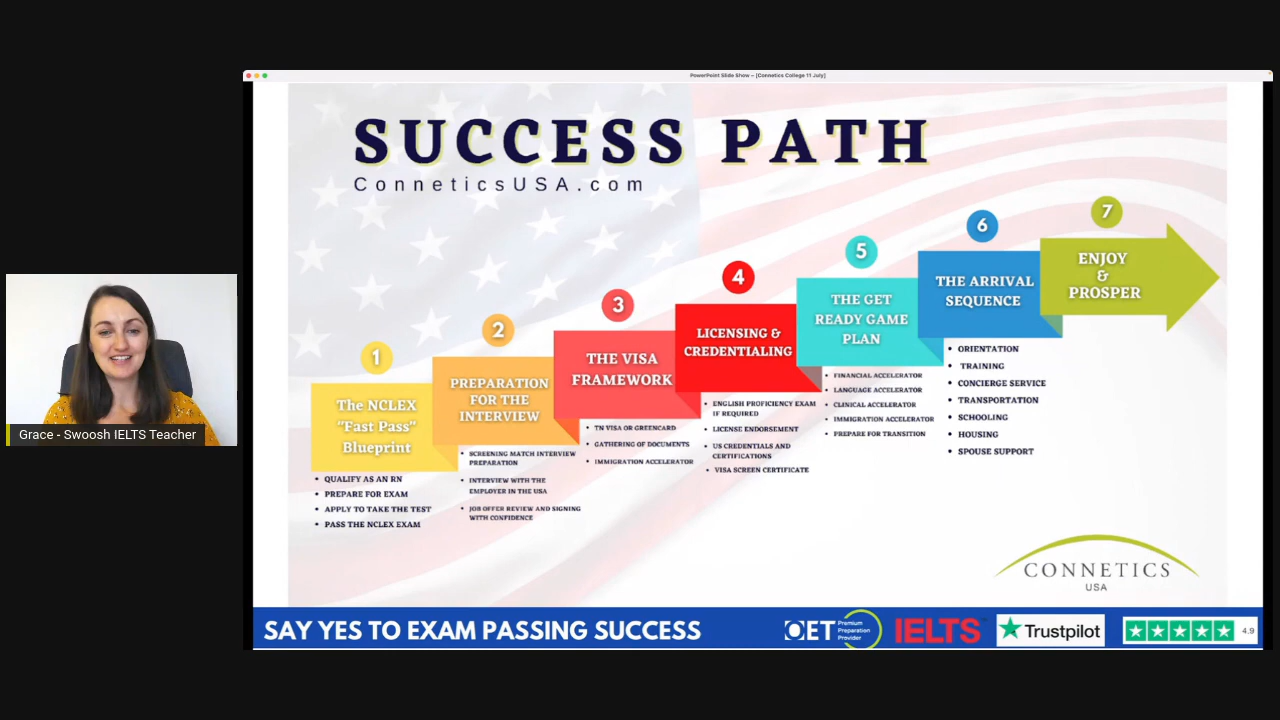 PowerPoint Slide Show – [Connetics College 11 July]
SUCCESS PATH
ConneticsUSA.com
1
The NCLEX
"Fast Pass"
Blueprint
• QUALIFY AS AN RN
• PREPARE FOR EXAM
• APPLY TO TAKE THE TEST
• PASS THE NCLEX EXAM
2
PREPARATION
FOR THE
INTERVIEW
• SCREENING MATCH INTERVIEW
PREPARATION
• INTERVIEW WITH THE
EMPLOYER IN THE USA
• JOB OFFER REVIEW AND SIGNING
WITH CONFIDENCE
3
THE VISA
FRAMEWORK
• TN VISA OR GREENCARD
• GATHERING OF DOCUMENTS
• IMMIGRATION ACCELERATOR
4
LICENSING &
CREDENTIALING
• ENGLISH PROFICIENCY EXAM
IF REQUIRED
• LICENSE ENDORSEMENT
• US CREDENTIALS AND
CERTIFICATIONS
• VISA SCREEN CERTIFICATE
5
THE GET
READY GAME
PLAN
• FINANCIAL ACCELERATOR
• LANGUAGE ACCELERATOR
• CLINICAL ACCELERATOR
• IMMIGRATION ACCELERATOR
• PREPARE FOR TRANSITION
6
THE ARRIVAL
SEQUENCE
• ORIENTATION
• TRAINING
• CONCIERGE SERVICE
• TRANSPORTATION
• SCHOOLING
• HOUSING
• SPOUSE SUPPORT
7
ENJOY
&
PROSPER
CONNETICS
USA
Grace - Swoosh IELTS Teacher
SAY YES TO EXAM PASSING SUCCESS
OET
Premium
Preparation
Provider
IELTS
Trustpilot
4.9